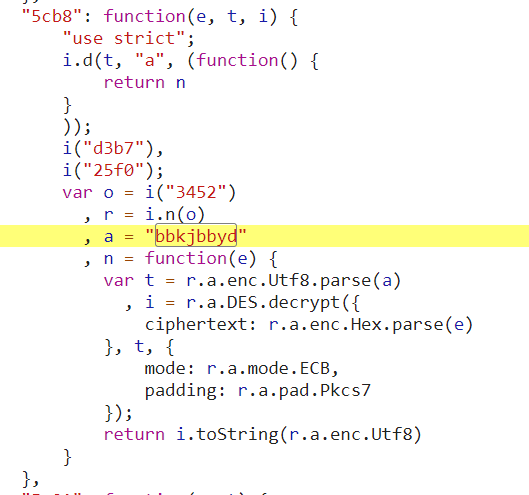 "5cb8": function(e, t, i) {
"use strict";
i.d(t, "a", (function() {
return n
}
));
i("d3b7"),
i("25f0");
var o = i("3452")
, r = i.n(o)
, a = "bbkjbbyd"
, n = function(e) {
var t = r.a.enc.Utf8.parse(a)
, i = r.a.DES.decrypt({
ciphertext: r.a.enc.Hex.parse(e)
}, t, {
mode: r.a.mode.ECB,
padding: r.a.pad.Pkcs7
});
return i.toString(r.a.enc.Utf8)
}
},